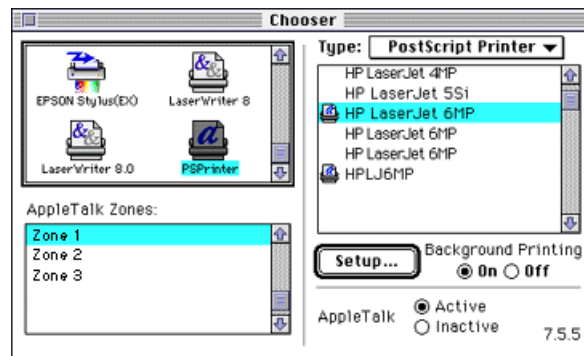 Chooser
EPSON Stylus(EX)
LaserWriter 8
LaserWriter 8.0
PSPrinter
AppleTalk Zones:
Zone 1
Zone 2
Zone 3
Type: PostScript Printer
HP LaserJet 4MP
HP LaserJet 5Si
HP LaserJet 6MP
HP LaserJet 6MP
HP LaserJet 6MP
HPLJ6MP
Setup...
Background Printing
On Off
AppleTalk
Active
Inactive
7.5.5